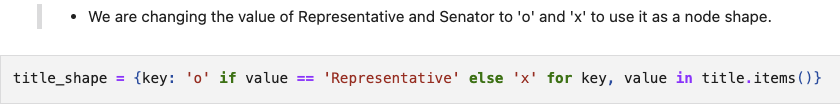 • We are changing the value of Representative and Senator to 'o' and 'x' to use it as a node shape.
title_shape = {key: 'o' if value == 'Representative' else 'x' for key, value in title.items()}